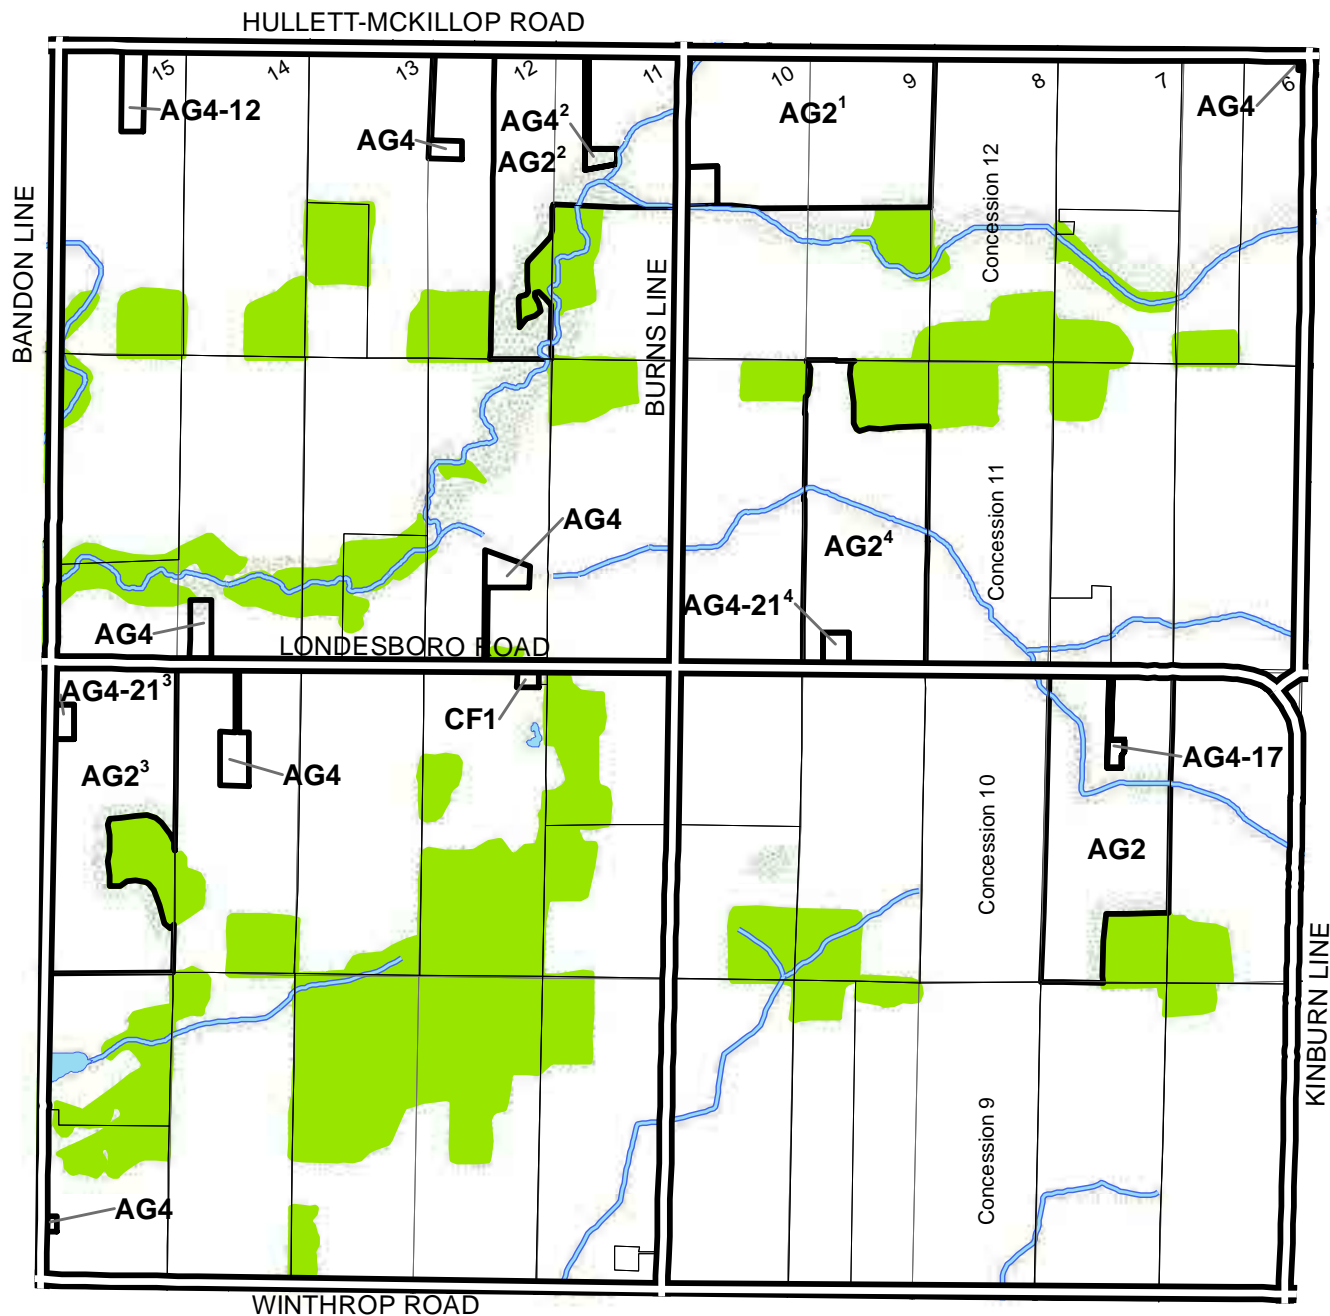 HULLETT-MCKILLOP ROAD
15
14
13
12
11
10
9
8
7
6
AG4-12
AG4
AG4²
AG2²
AG2¹
AG4
BANDON LINE
BURNS LINE
Concession 12
Concession 11
AG4
AG2⁴
AG4-21⁴
AG4
LONDESBORO ROAD
AG4-21³
AG2³
AG4
CF1
AG4-17
AG2
Concession 10
KINBURN LINE
Concession 9
AG4
WINTHROP ROAD